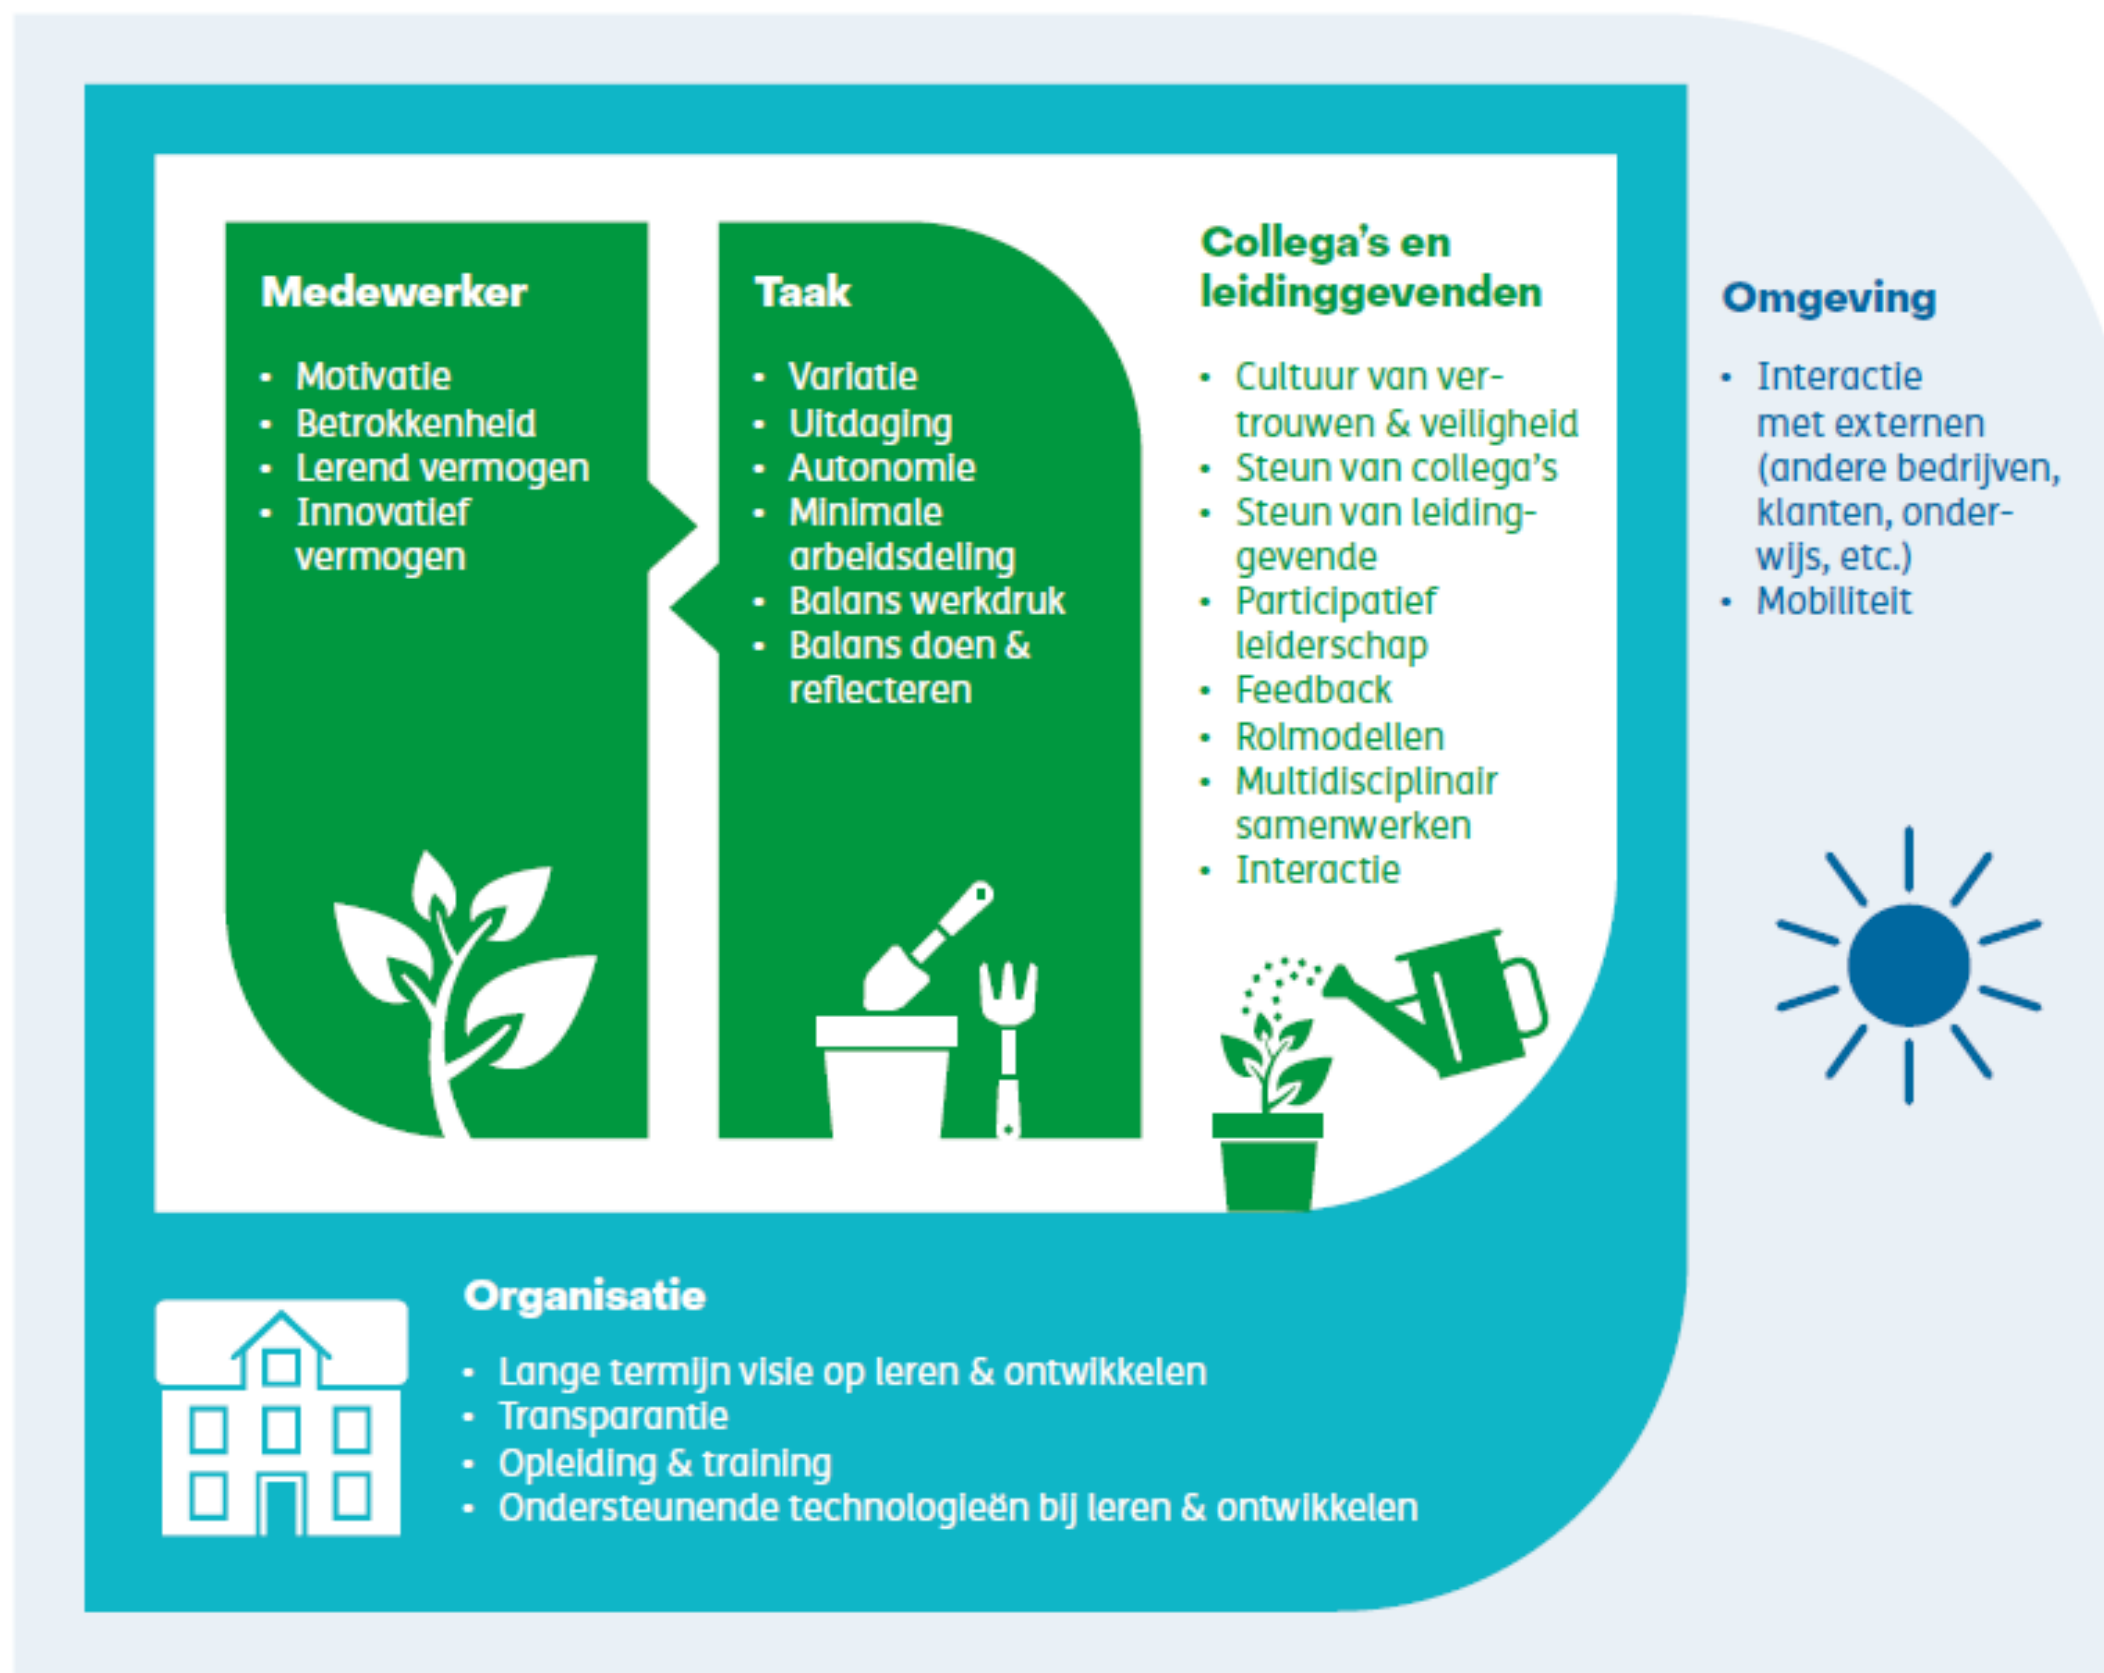 Medewerker
• Motivatie
• Betrokkenheid
• Lerend vermogen
• Innovatief
vermogen
Taak
• Variatie
• Uitdaging
• Autonomie
• Minimale
arbeidsdeling
• Balans werkdruk
• Balans doen &
reflecteren
Collega's en
leidinggevenden
• Cultuur van ver-
trouwen & veiligheid
• Steun van collega's
• Steun van leiding-
gevende
• Participatief
leiderschap
• Feedback
• Rolmodellen
• Multidisciplinair
samenwerken
• Interactie
Omgeving
• Interactie
met externen
(andere bedrijven,
klanten, onder-
wijs, etc.)
• Mobiliteit
Organisatie
• Lange termijn visie op leren & ontwikkelen
• Transparantie
• Opleiding & training
• Ondersteunende technologieën bij leren & ontwikkelen